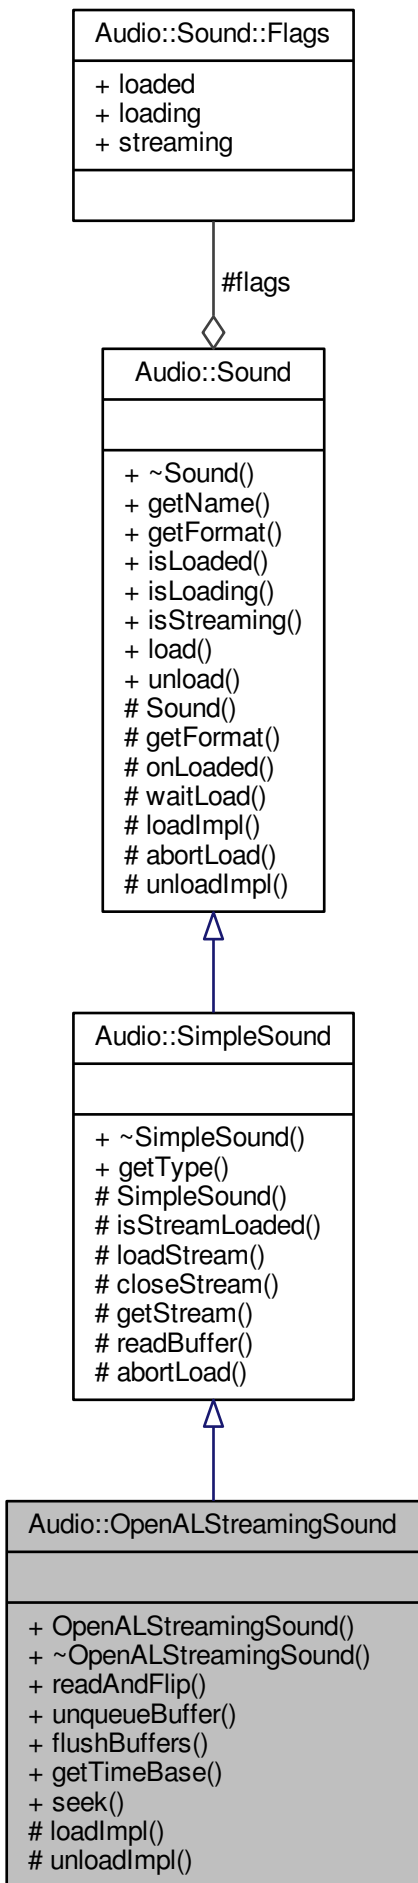 Audio::Sound::Flags
+ loaded
+ loading
+ streaming
#flags
Audio::Sound
+ ~Sound()
+ getName()
+ getFormat()
+ isLoaded()
+ isLoading()
+ isStreaming()
+ load()
+ unload()
# Sound()
# getFormat()
# onLoaded()
# waitLoad()
# loadImpl()
# abortLoad()
# unloadImpl()
Audio::SimpleSound
+ ~SimpleSound()
+ getType()
# SimpleSound()
# isStreamLoaded()
# loadStream()
# closeStream()
# getStream()
# readBuffer()
# abortLoad()
Audio::OpenALStreamingSound
+ OpenALStreamingSound()
+ ~OpenALStreamingSound()
+ readAndFlip()
+ unqueueBuffer()
+ flushBuffers()
+ getTimeBase()
+ seek()
# loadImpl()
# unloadImpl()